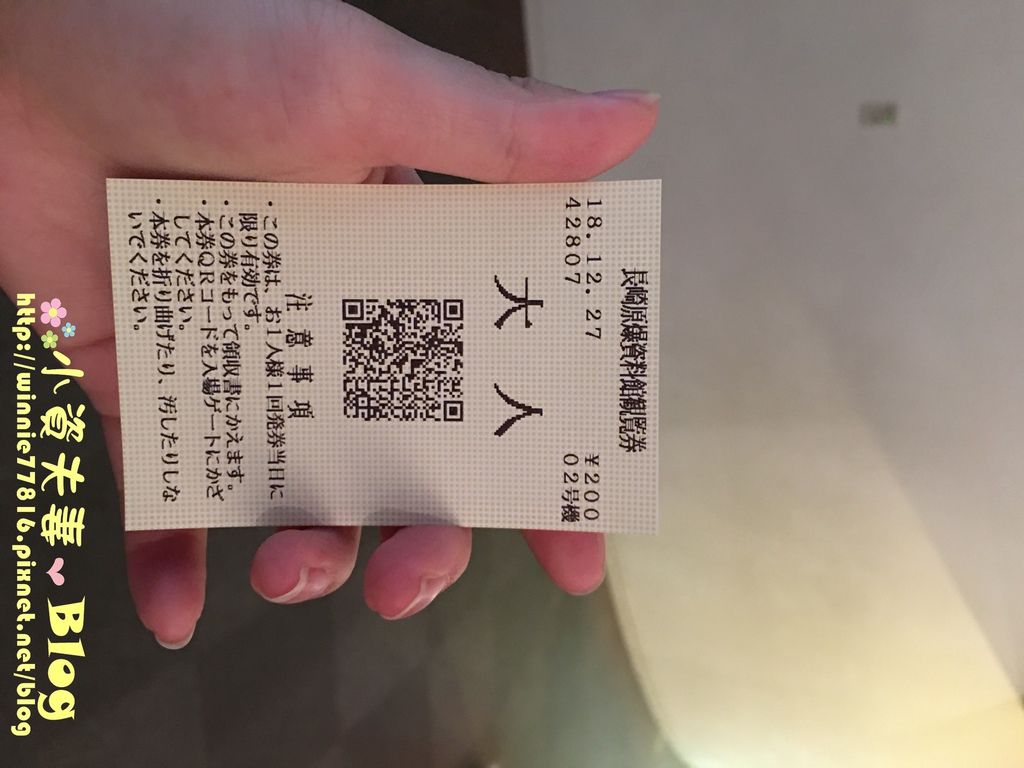 長崎原爆資料館観覧券
18.12.27 ¥200
42807 02号機
大人
注意事項
・この券は、お1人様1回発券当日に
限り有効です。
・この券をもって領収書にかえます。
・本券QRコードを入場ゲートにかざ
してください。
・本券を折り曲げたり、汚したりしな
いでください。
小資夫妻 Blog
http://winnie77816.pixnet.net/blog